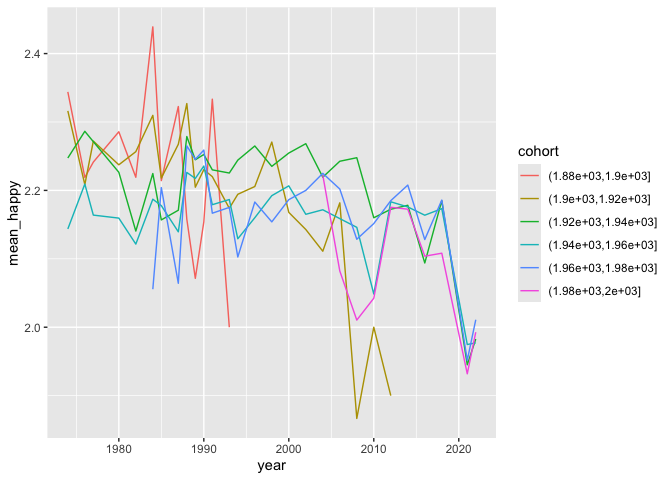 2.4
2.2
2.0
mean_happy
1980
1990
2000
2010
2020
year
cohort
(1.88e+03,1.9e+03]
(1.9e+03,1.92e+03]
(1.92e+03,1.94e+03]
(1.94e+03,1.96e+03]
(1.96e+03,1.98e+03]
(1.98e+03,2e+03]